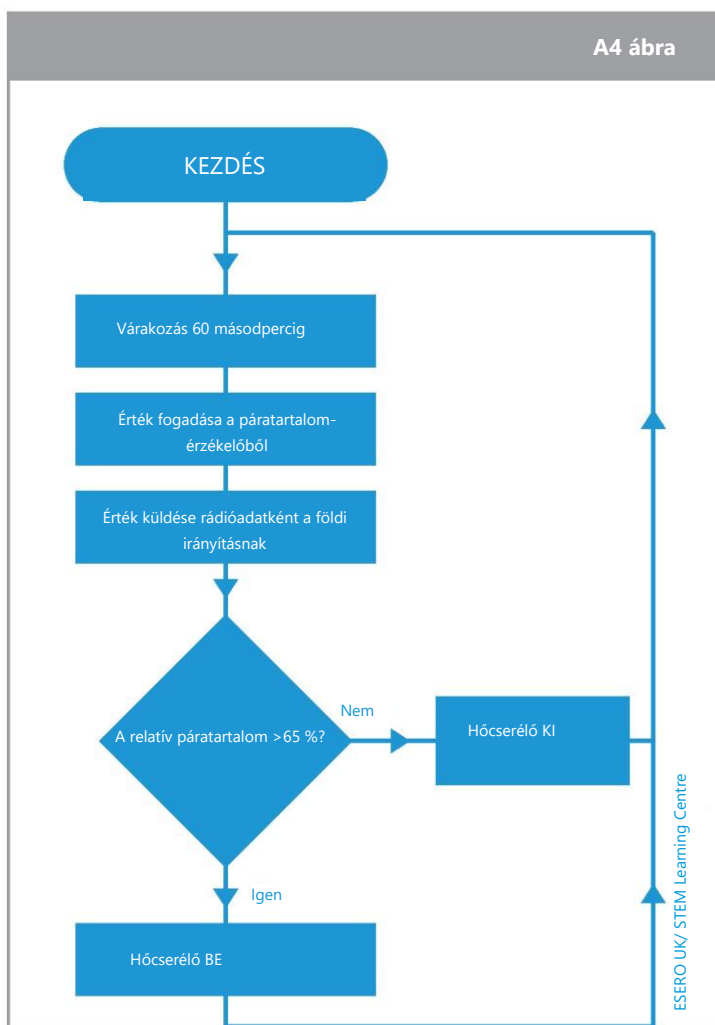 A4 ábra
KEZDÉS
Várakozás 60 másodpercig
Érték fogadása a páratartalom-
érzékelőből
Érték küldése rádióadatként a földi
irányításnak
A relatív páratartalom >65 %?
Nem
Hőcserélő KI
Igen
Hőcserélő BE
ESERO UK/ STEM Learning Centre